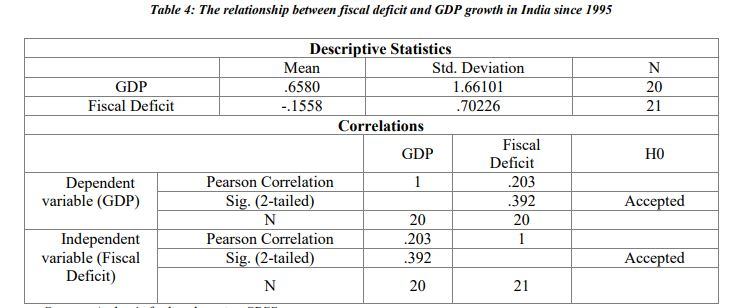 Table 4: The relationship between fiscal deficit and GDP growth in India since 1995
Descriptive Statistics
Mean Std. Deviation N
GDP .6580 1.66101 20
Fiscal Deficit -.1558 .70226 21
Correlations
GDP Fiscal Deficit H0
Dependent variable (GDP) Pearson Correlation 1 .203
Sig. (2-tailed) .392 Accepted
N 20 20
Independent variable (Fiscal Deficit) Pearson Correlation .203 1
Sig. (2-tailed) .392 Accepted
N 20 21